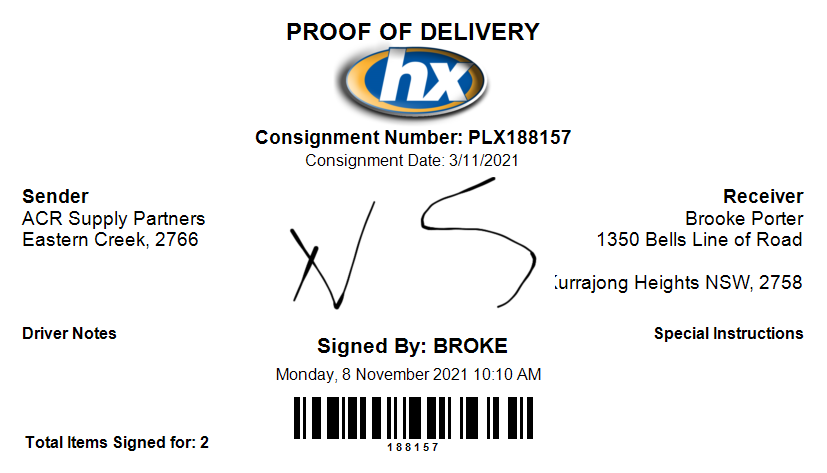 PROOF OF DELIVERY
hx
Consignment Number: PLX188157
Consignment Date: 3/11/2021
Sender
ACR Supply Partners
Eastern Creek, 2766
Receiver
Brooke Porter
1350 Bells Line of Road
Kurrajong Heights NSW, 2758
Driver Notes
Special Instructions
Signed By: BROKE
Monday, 8 November 2021 10:10 AM
188157
Total Items Signed for: 2